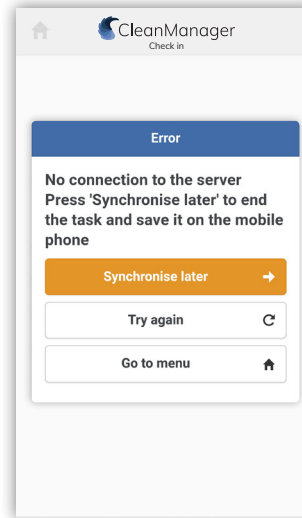 CleanManager
Check in
Error
No connection to the server
Press 'Synchronise later' to end
the task and save it on the mobile
phone
Synchronise later
Try again
Go to menu